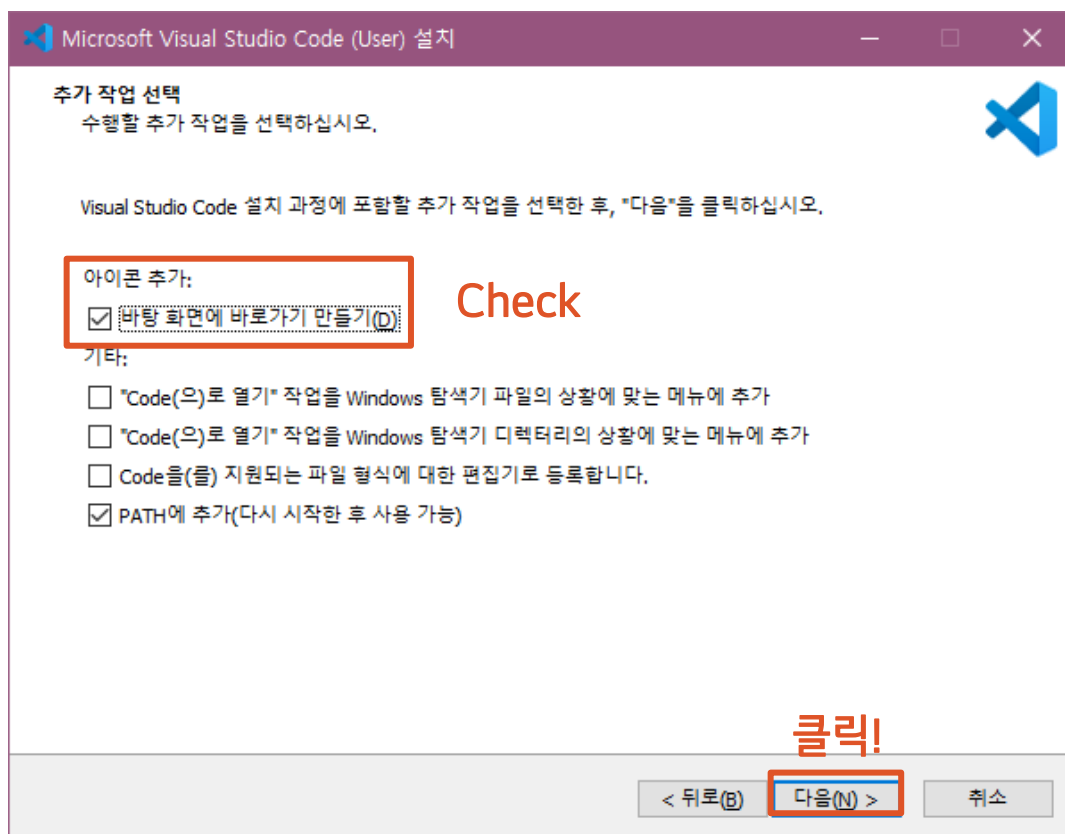 Microsoft Visual Studio Code (User) 설치
추가 작업 선택
수행할 추가 작업을 선택하십시오.
Visual Studio Code 설치 과정에 포함할 추가 작업을 선택한 후, "다음"을 클릭하십시오.
아이콘 추가:
바탕 화면에 바로가기 만들기(D)
Check
기타:
"Code(으)로 열기" 작업을 Windows 탐색기 파일의 상황에 맞는 메뉴에 추가
"Code(으)로 열기" 작업을 Windows 탐색기 디렉터리의 상황에 맞는 메뉴에 추가
Code을(를) 지원되는 파일 형식에 대한 편집기로 등록합니다.
PATH에 추가(다시 시작한 후 사용 가능)
클릭!
< 뒤로(B) 다음(N) > 취소